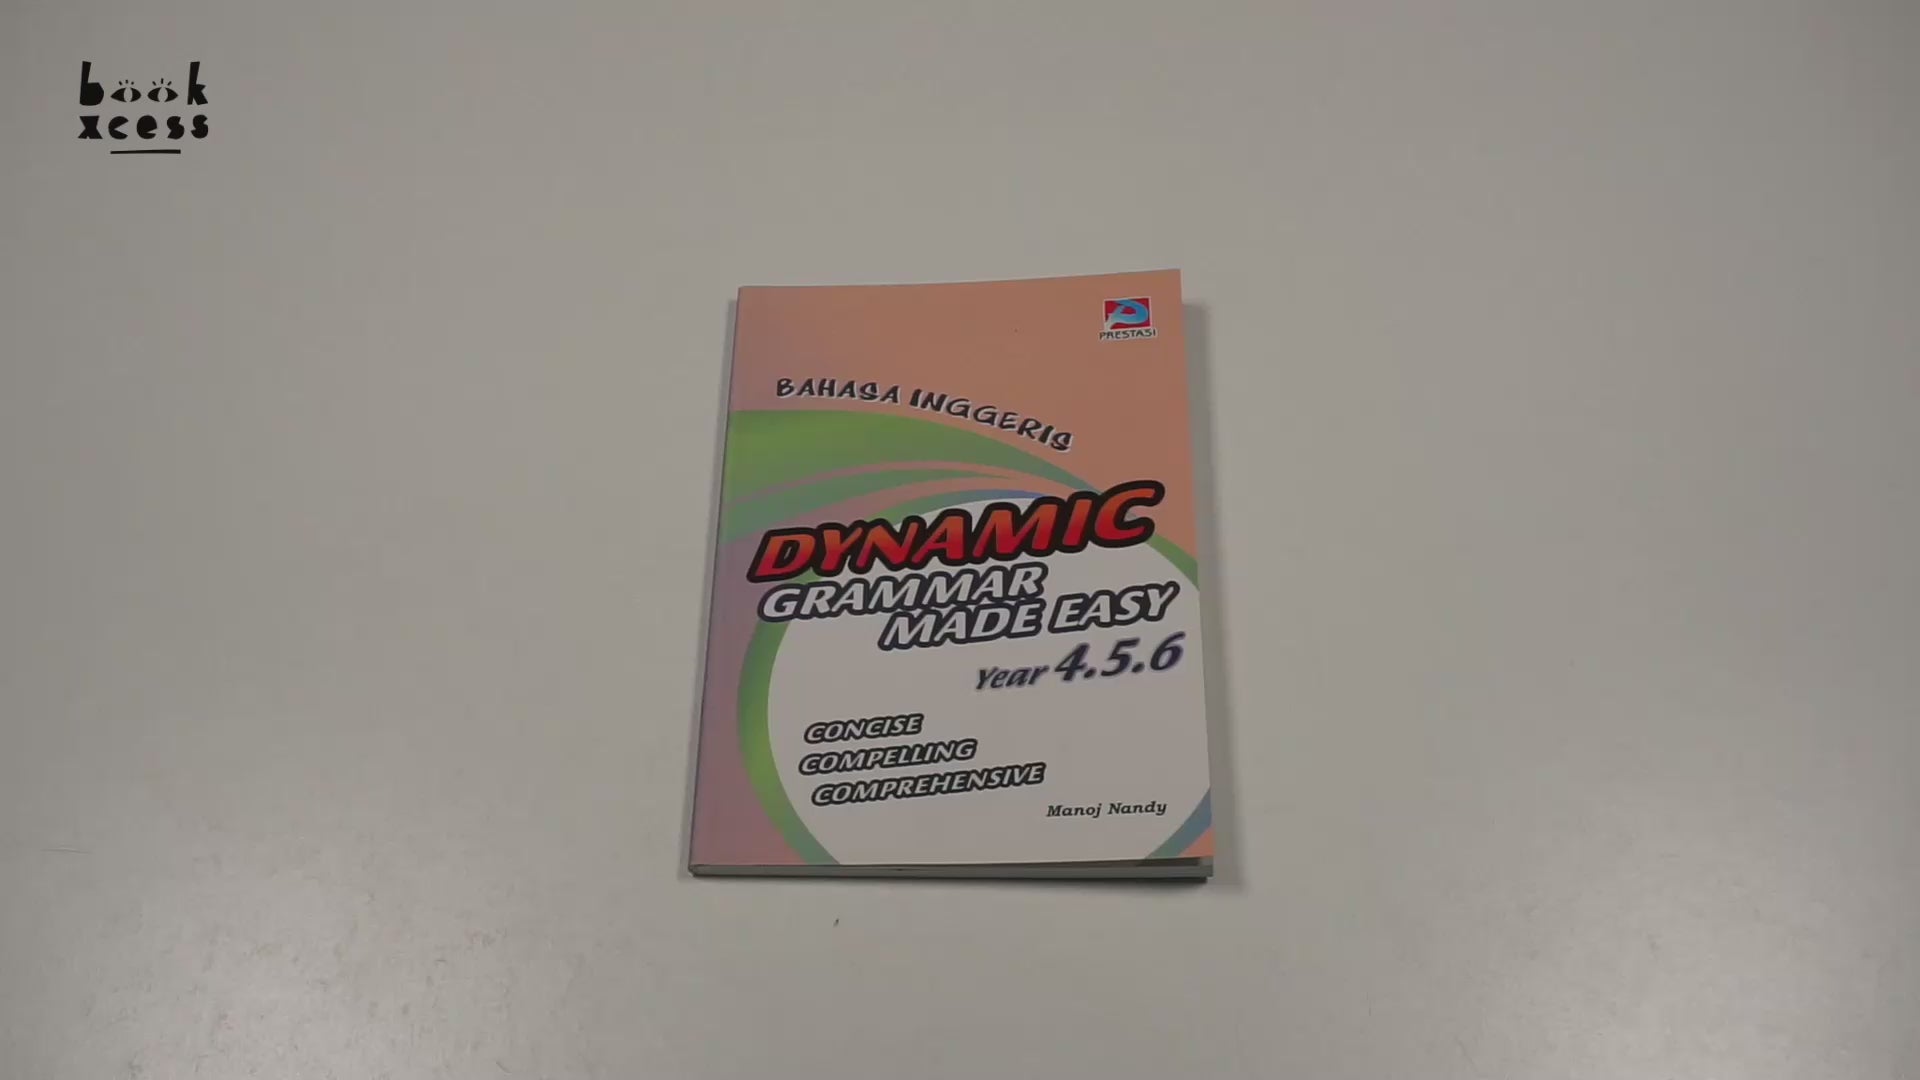 book
xcess
PRESTASI
BAHASA INGGERIS
DYNAMIC
GRAMMAR
MADE EASY
Year 4.5.6
CONCISE
COMPELLING
COMPREHENSIVE
Manoj Nandy